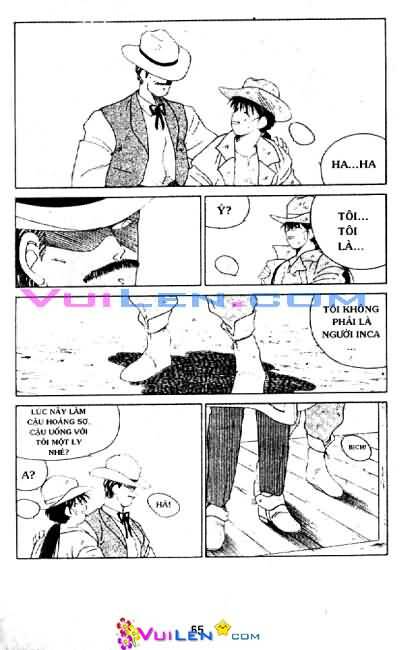 HA...HA
Ý?
TÔI...
TÔI
LÀ...
VuiLen.com
TÔI KHÔNG
PHẢI LÀ
NGƯỜI INCA
...
LÚC NÃY LÀM
CẬU HOẢNG SỢ,
CẬU UỐNG VỚI
TÔI MỘT LY
NHÉ?
A?
HẢ!
BỊCH!
65
VuiLen.com